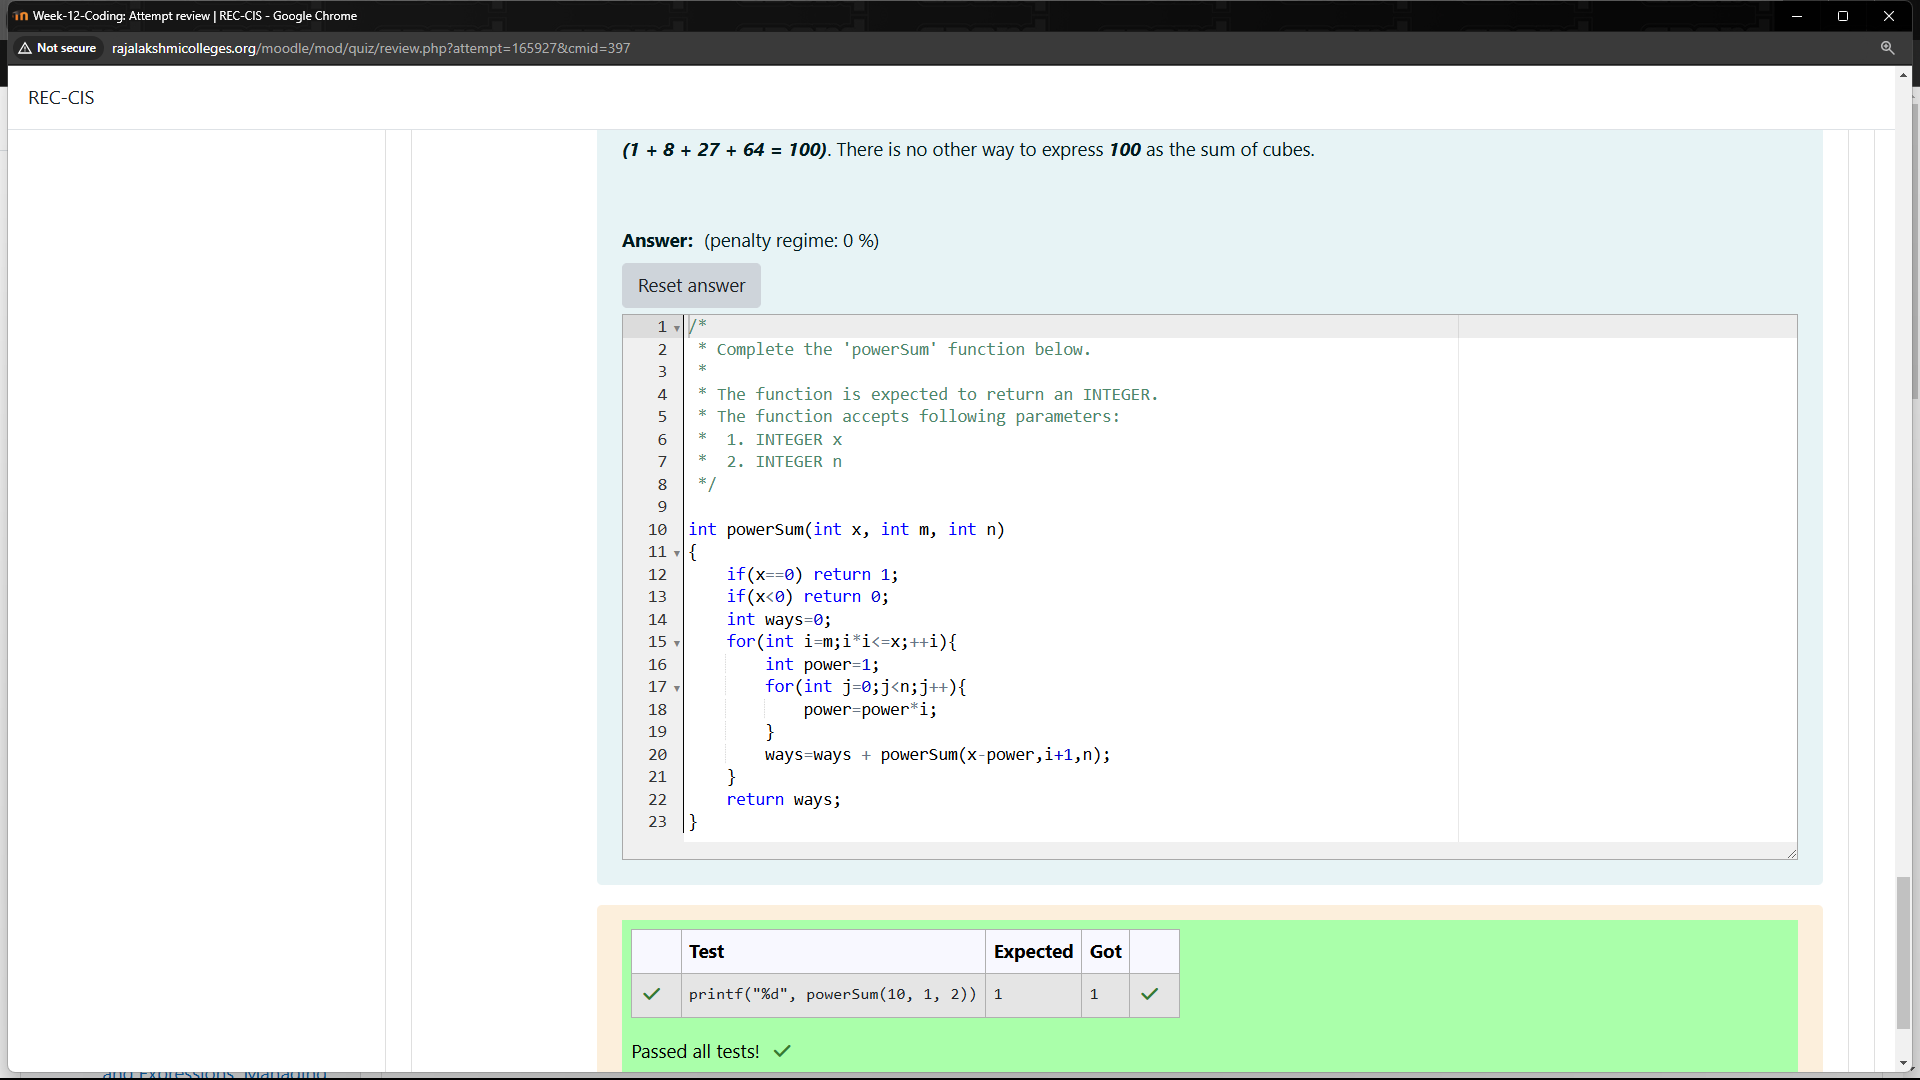 Week-12-Coding: Attempt review | REC-CIS - Google Chrome
Not secure rajalakshmicolleges.org/moodle/mod/quiz/review.php?attempt=165927&cmid=397
REC-CIS
(1 + 8 + 27 + 64 = 100). There is no other way to express 100 as the sum of cubes.
Answer: (penalty regime: 0 %)
Reset answer
1 /*
2  * Complete the 'powerSum' function below.
3  *
4  * The function is expected to return an INTEGER.
5  * The function accepts following parameters:
6  *  1. INTEGER x
7  *  2. INTEGER n
8  */
9
10 int powerSum(int x, int m, int n)
11 {
12     if(x==0) return 1;
13     if(x<0) return 0;
14     int ways=0;
15     for(int i=m;i*i<=x;++i){
16         int power=1;
17         for(int j=0;j<n;j++){
18             power=power*i;
19         }
20         ways=ways + powerSum(x-power,i+1,n);
21     }
22     return ways;
23 }
Test Expected Got
printf("%d", powerSum(10, 1, 2)) 1 1
Passed all tests!
and Expressions, Managing